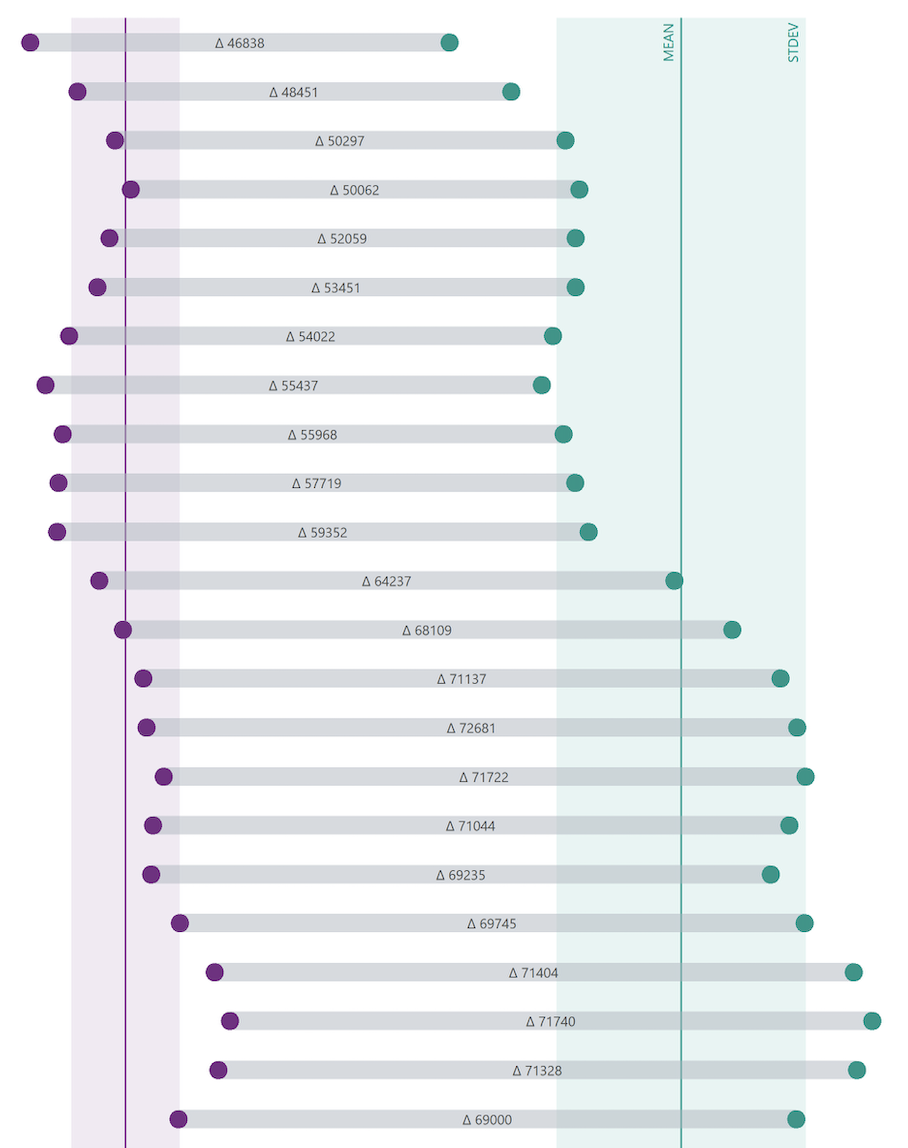 MEAN
STDEV
Δ 46838
Δ 48451
Δ 50297
Δ 50062
Δ 52059
Δ 53451
Δ 54022
Δ 55437
Δ 55968
Δ 57719
Δ 59352
Δ 64237
Δ 68109
Δ 71137
Δ 72681
Δ 71722
Δ 71044
Δ 69235
Δ 69745
Δ 71404
Δ 71740
Δ 71328
Δ 69000